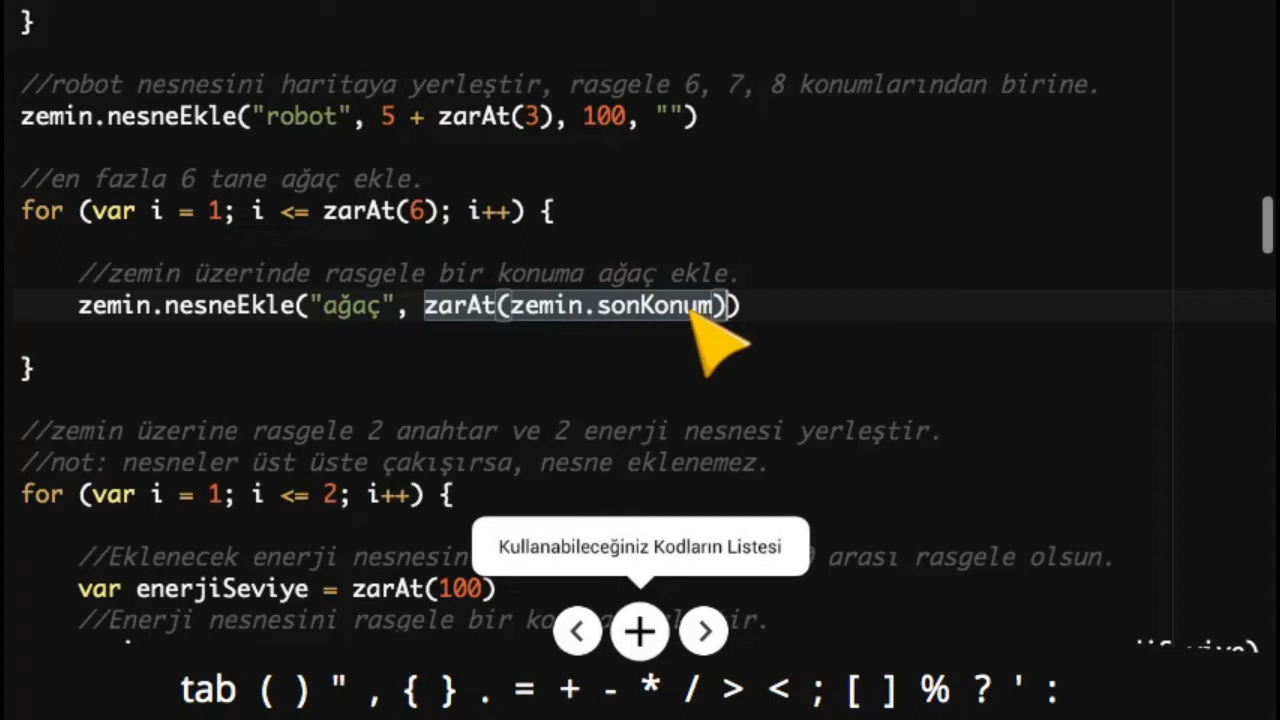 }
//robot nesnesini haritaya yerleştir, rasgele 6, 7, 8 konumlarından birine.
zemin.nesneEkle("robot", 5 + zarAt(3), 100, "")
//en fazla 6 tane ağaç ekle.
for (var i = 1; i <= zarAt(6); i++) {
//zemin üzerinde rasgele bir konuma ağaç ekle.
zemin.nesneEkle("ağaç", zarAt(zemin.sonKonum))
}
//zemin üzerine rasgele 2 anahtar ve 2 enerji nesnesi yerleştir.
//not: nesneler üst üste çakışırsa, nesne eklenemez.
for (var i = 1; i <= 2; i++) {
Kullanabileceğiniz Kodların Listesi
//Eklenecek enerji arası rasgele olsun.
var enerjiSeviye = zarAt(100)
//Enerji nesnesini rasgele bir
tab ( ) " , { } . = + - * / > < ; [ ] % ? ' :